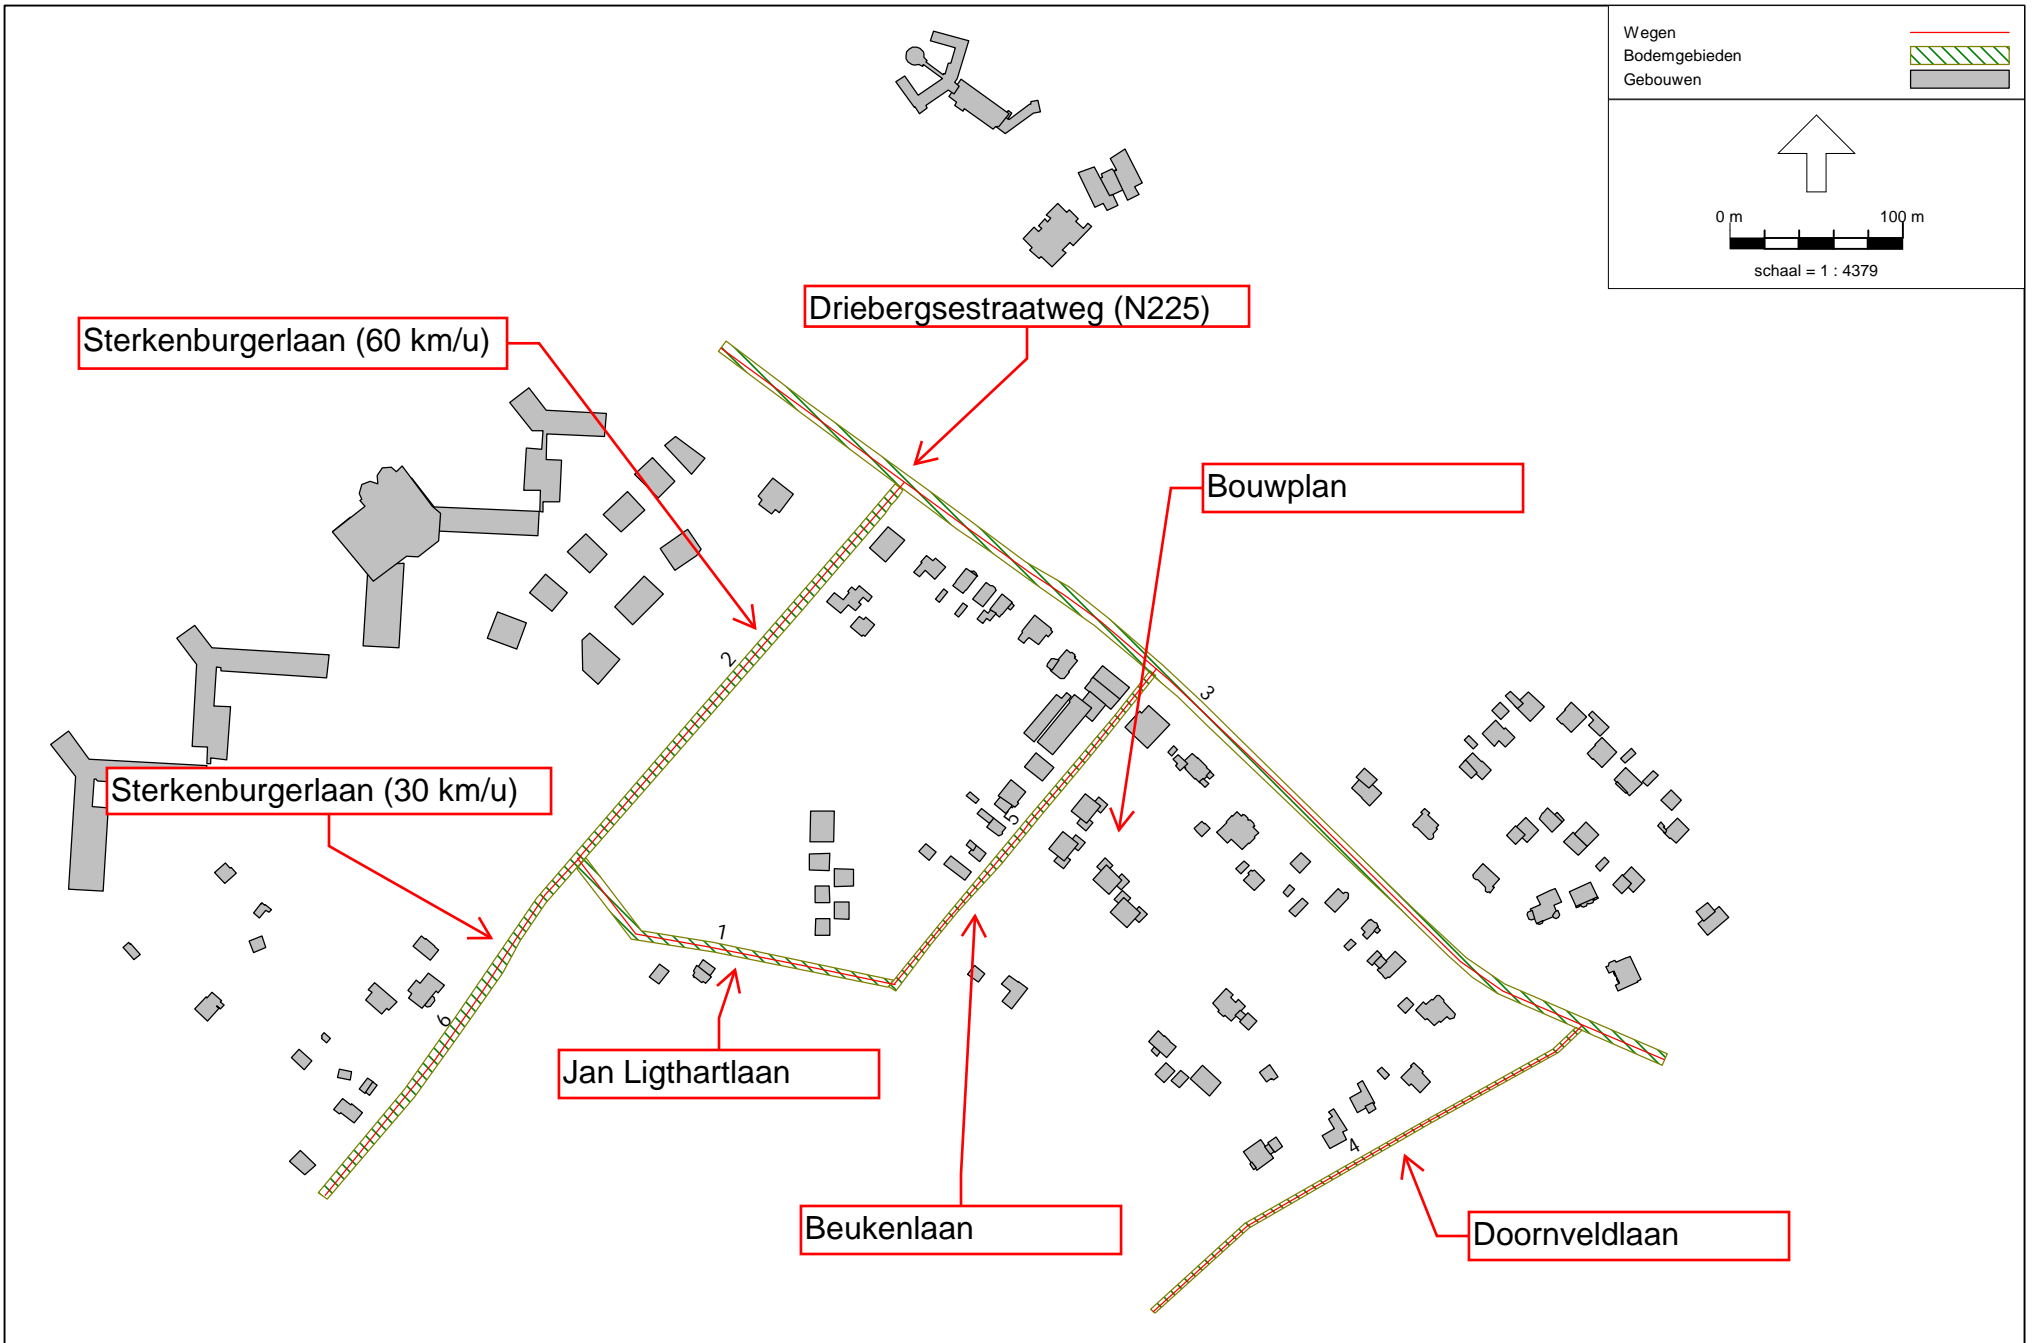 Wegen
Bodemgebieden
Gebouwen
0 m 100 m
schaal = 1 : 4379
Driebergsestraatweg (N225)
Sterkenburgerlaan (60 km/u)
Bouwplan
2
3
Sterkenburgerlaan (30 km/u)
5
1
6
Jan Ligthartlaan
4
Beukenlaan
Doornveldlaan